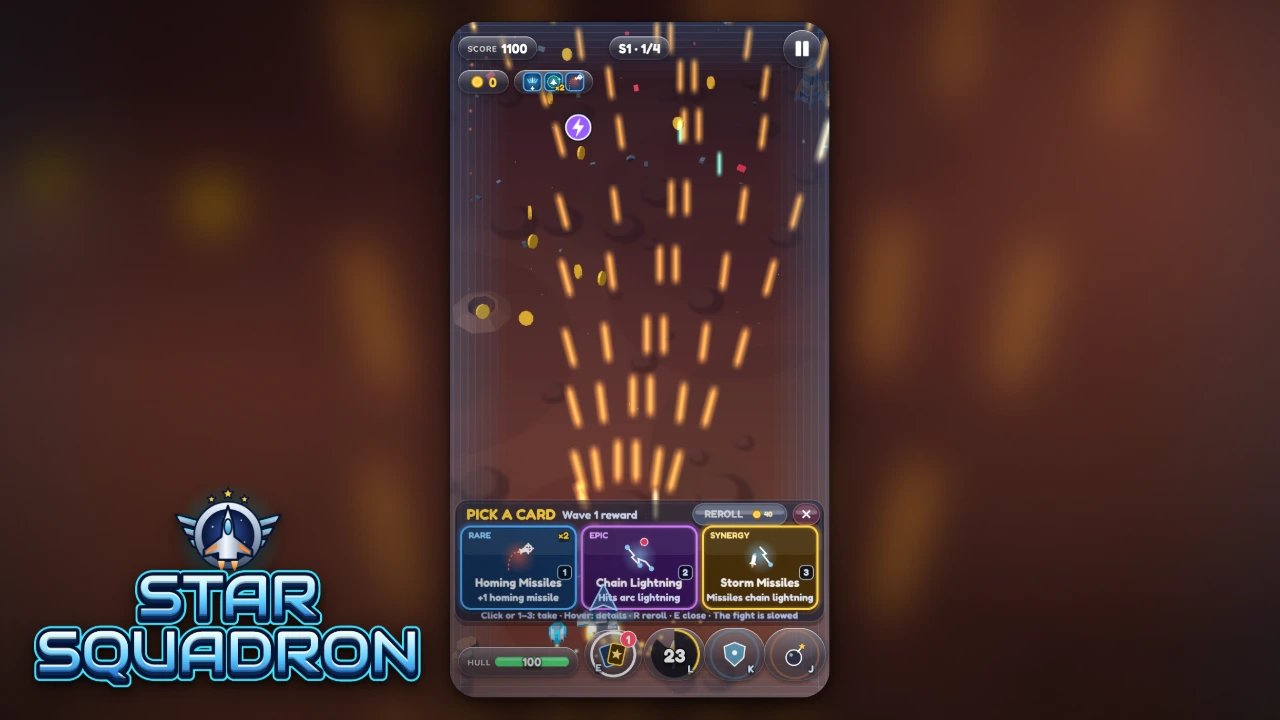 SCORE 1100
S1 · 1/4
0
x2
PICK A CARD Wave 1 reward
REROLL 40
RARE x2
Homing Missiles 1
+1 homing missile
EPIC
Chain Lightning 2
Hits arc lightning
SYNERGY
Storm Missiles 3
Missiles chain lightning
Click or 1–3: take · Hover: details · R reroll · E close · The fight is slowed
HULL 100
1
E
23
L
K
J
STAR
SQUADRON